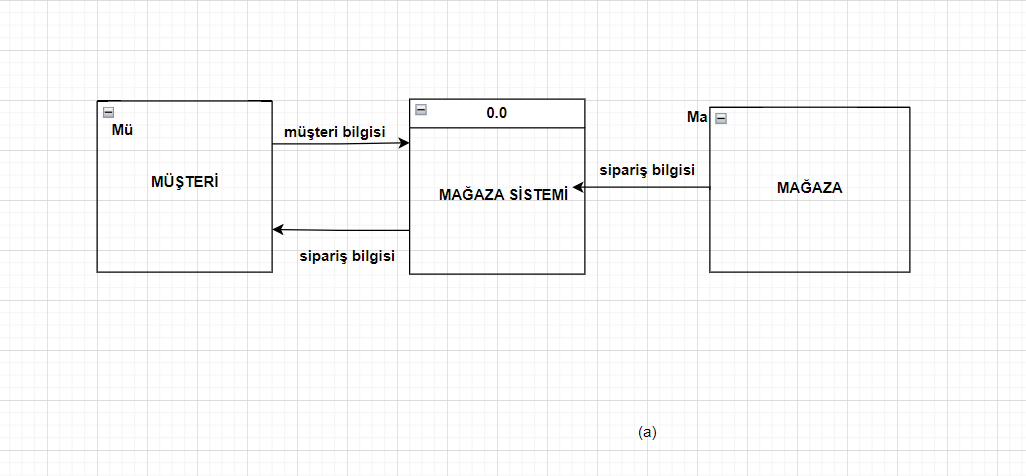 Mü
MÜŞTERİ
müşteri bilgisi
sipariş bilgisi
0.0
MAĞAZA SİSTEMİ
sipariş bilgisi
Ma
MAĞAZA
(a)